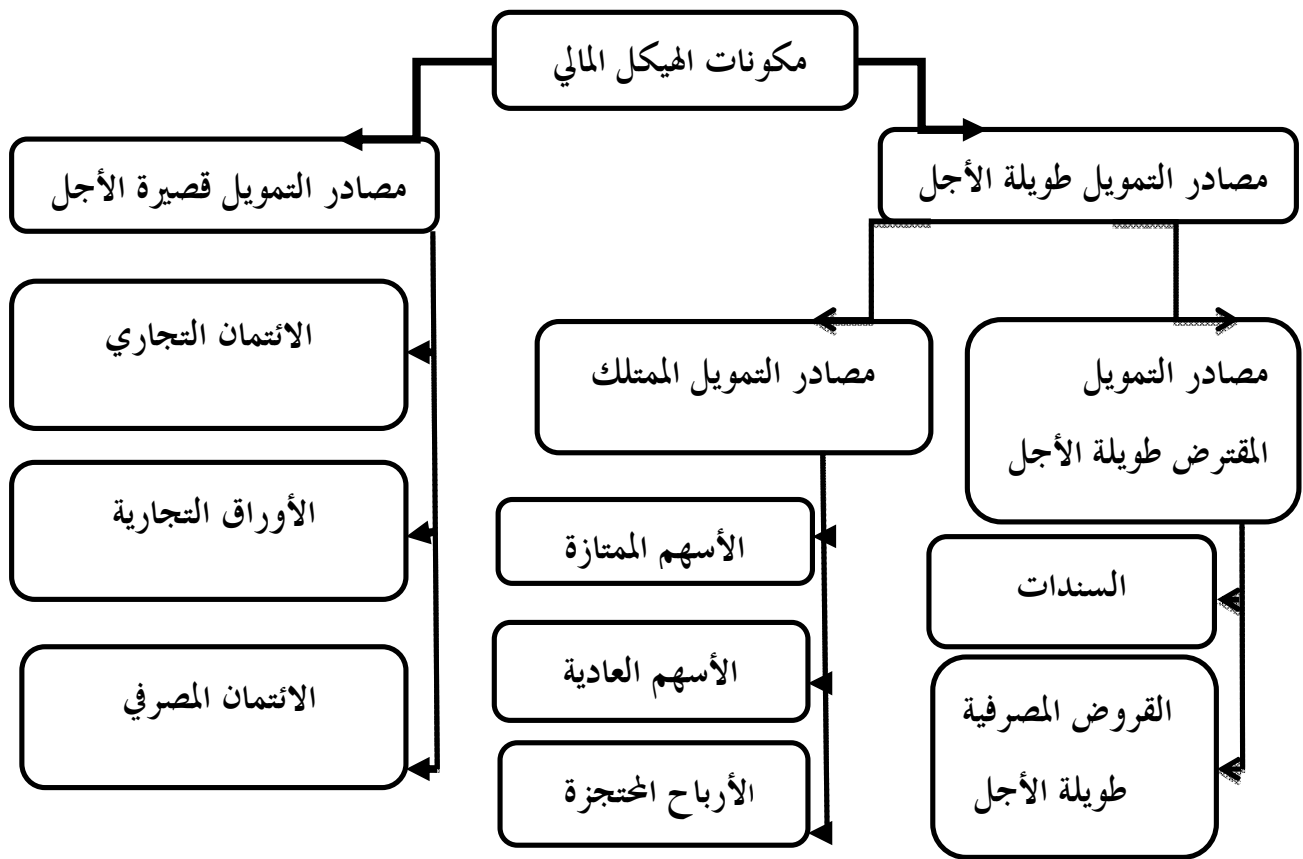 مكونات الهيكل المالي
مصادر التمويل طويلة الأجل
مصادر التمويل قصيرة الأجل
مصادر التمويل
المقترض طويلة الأجل
السندات
القروض المصرفية
طويلة الأجل
مصادر التمويل الممتلك
الأسهم الممتازة
الأسهم العادية
الأرباح المحتجزة
الائتمان التجاري
الأوراق التجارية
الائتمان المصرفي